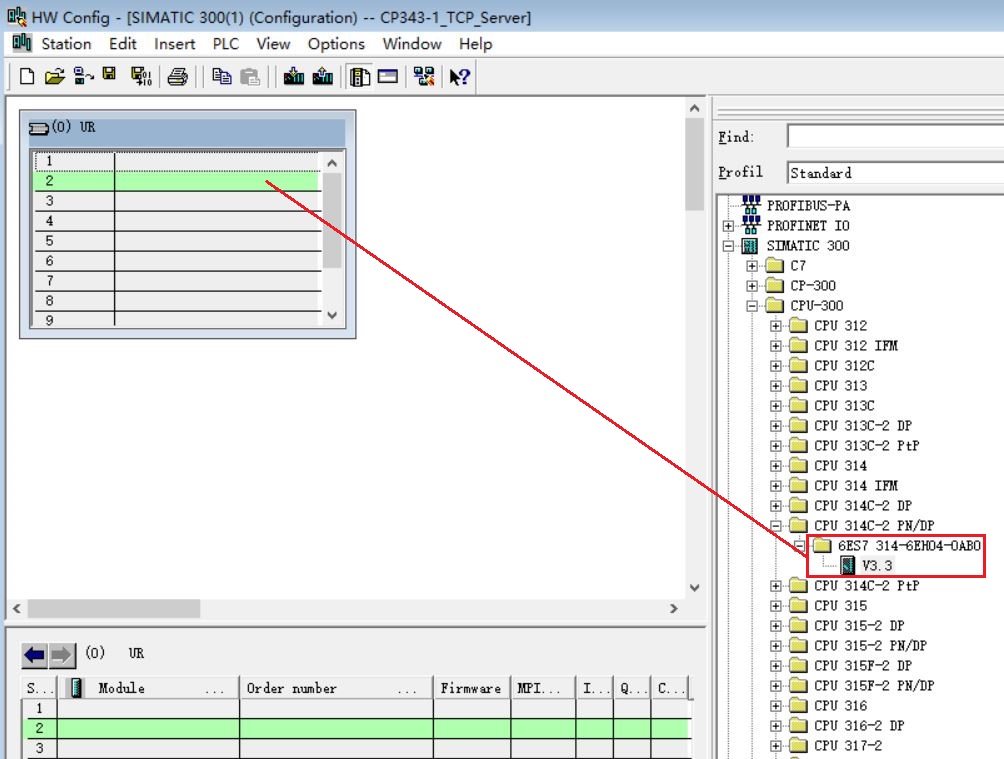 HW Config - [SIMATIC 300(1) (Configuration) -- CP343-1_TCP_Server]
Station Edit Insert PLC View Options Window Help
(0) UR
1
2
3
4
5
6
7
8
9
Find:
Profil Standard
PROFIBUS-PA
PROFINET IO
SIMATIC 300
C7
CP-300
CPU-300
CPU 312
CPU 312 IFM
CPU 312C
CPU 313
CPU 313C
CPU 313C-2 DP
CPU 313C-2 PtP
CPU 314
CPU 314 IFM
CPU 314C-2 DP
CPU 314C-2 PN/DP
6ES7 314-6EH04-0AB0
V3.3
CPU 314C-2 PtP
CPU 315
CPU 315-2 DP
CPU 315-2 PN/DP
CPU 315F-2 DP
CPU 315F-2 PN/DP
CPU 316
CPU 316-2 DP
CPU 317-2
(0) UR
S... Module ... Order number ... Firmware MPI... I... Q... C...
1
2
3